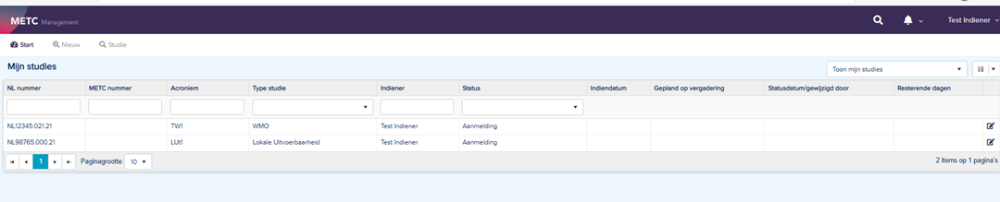 METC Management Test Indiener
Start Nieuw Studie
Mijn studies Toon mijn studies
NL nummer METC nummer Acroniem Type studie Indiener Status Indiendatum Gepland op vergadering Statusdatum/gewijzigd door Resterende dagen
NL12345.021.21 TW1 WMO Test Indiener Aanmelding
NL98765.000.21 LUt1 Lokale Uitvoerbaarheid Test Indiener Aanmelding
1 Paginagrootte: 10 2 items op 1 pagina's